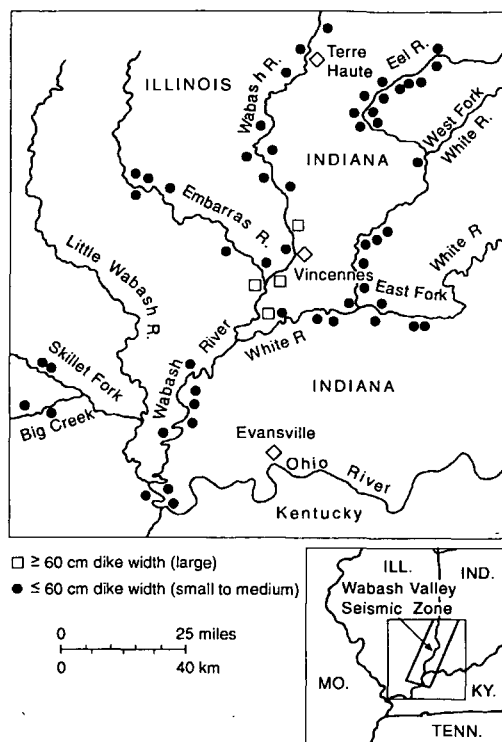 Terre
Haute
Eel R.
ILLINOIS
Wabash R.
West Fork
White R.
INDIANA
Embarras R.
Little Wabash R.
Vincennes
White R
East Fork
Skillet Fork
Wabash River
White R
Big Creek
INDIANA
Evansville
Ohio River
Kentucky
≥ 60 cm dike width (large)
≤ 60 cm dike width (small to medium)
0 25 miles
0 40 km
ILL.
IND.
Wabash Valley
Seismic Zone
MO.
KY.
TENN.